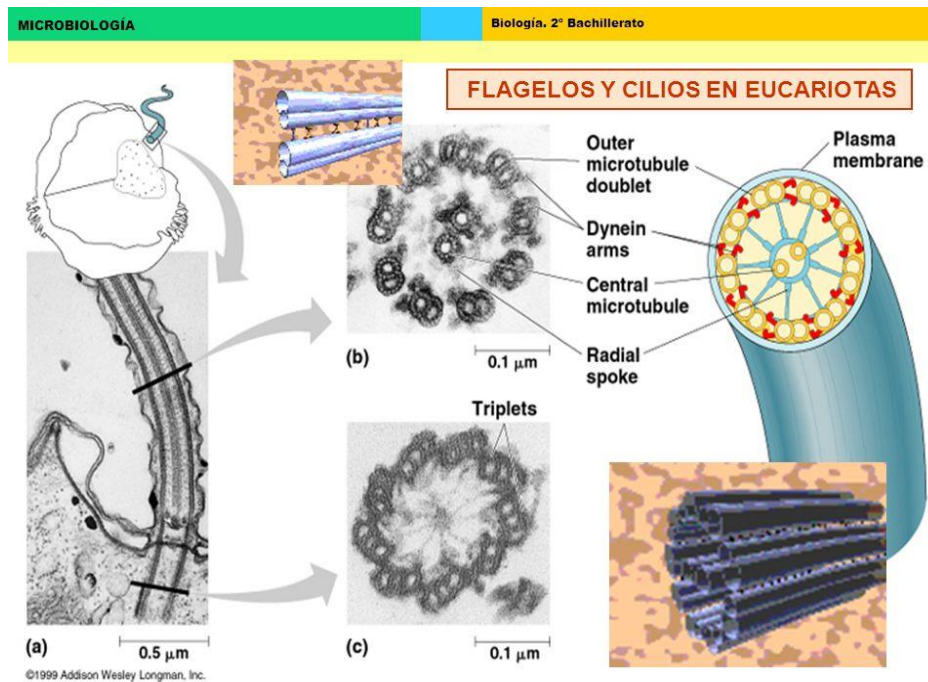 MICROBIOLOGÍA
Biología. 2º Bachillerato
FLAGELOS Y CILIOS EN EUCARIOTAS
Outer
microtubule
doublet
Plasma
membrane
Dynein
arms
Central
microtubule
Radial
spoke
(b)
0.1 µm
Triplets
(a)
0.5 µm
(c)
0.1 µm
©1999 Addison Wesley Longman, Inc.